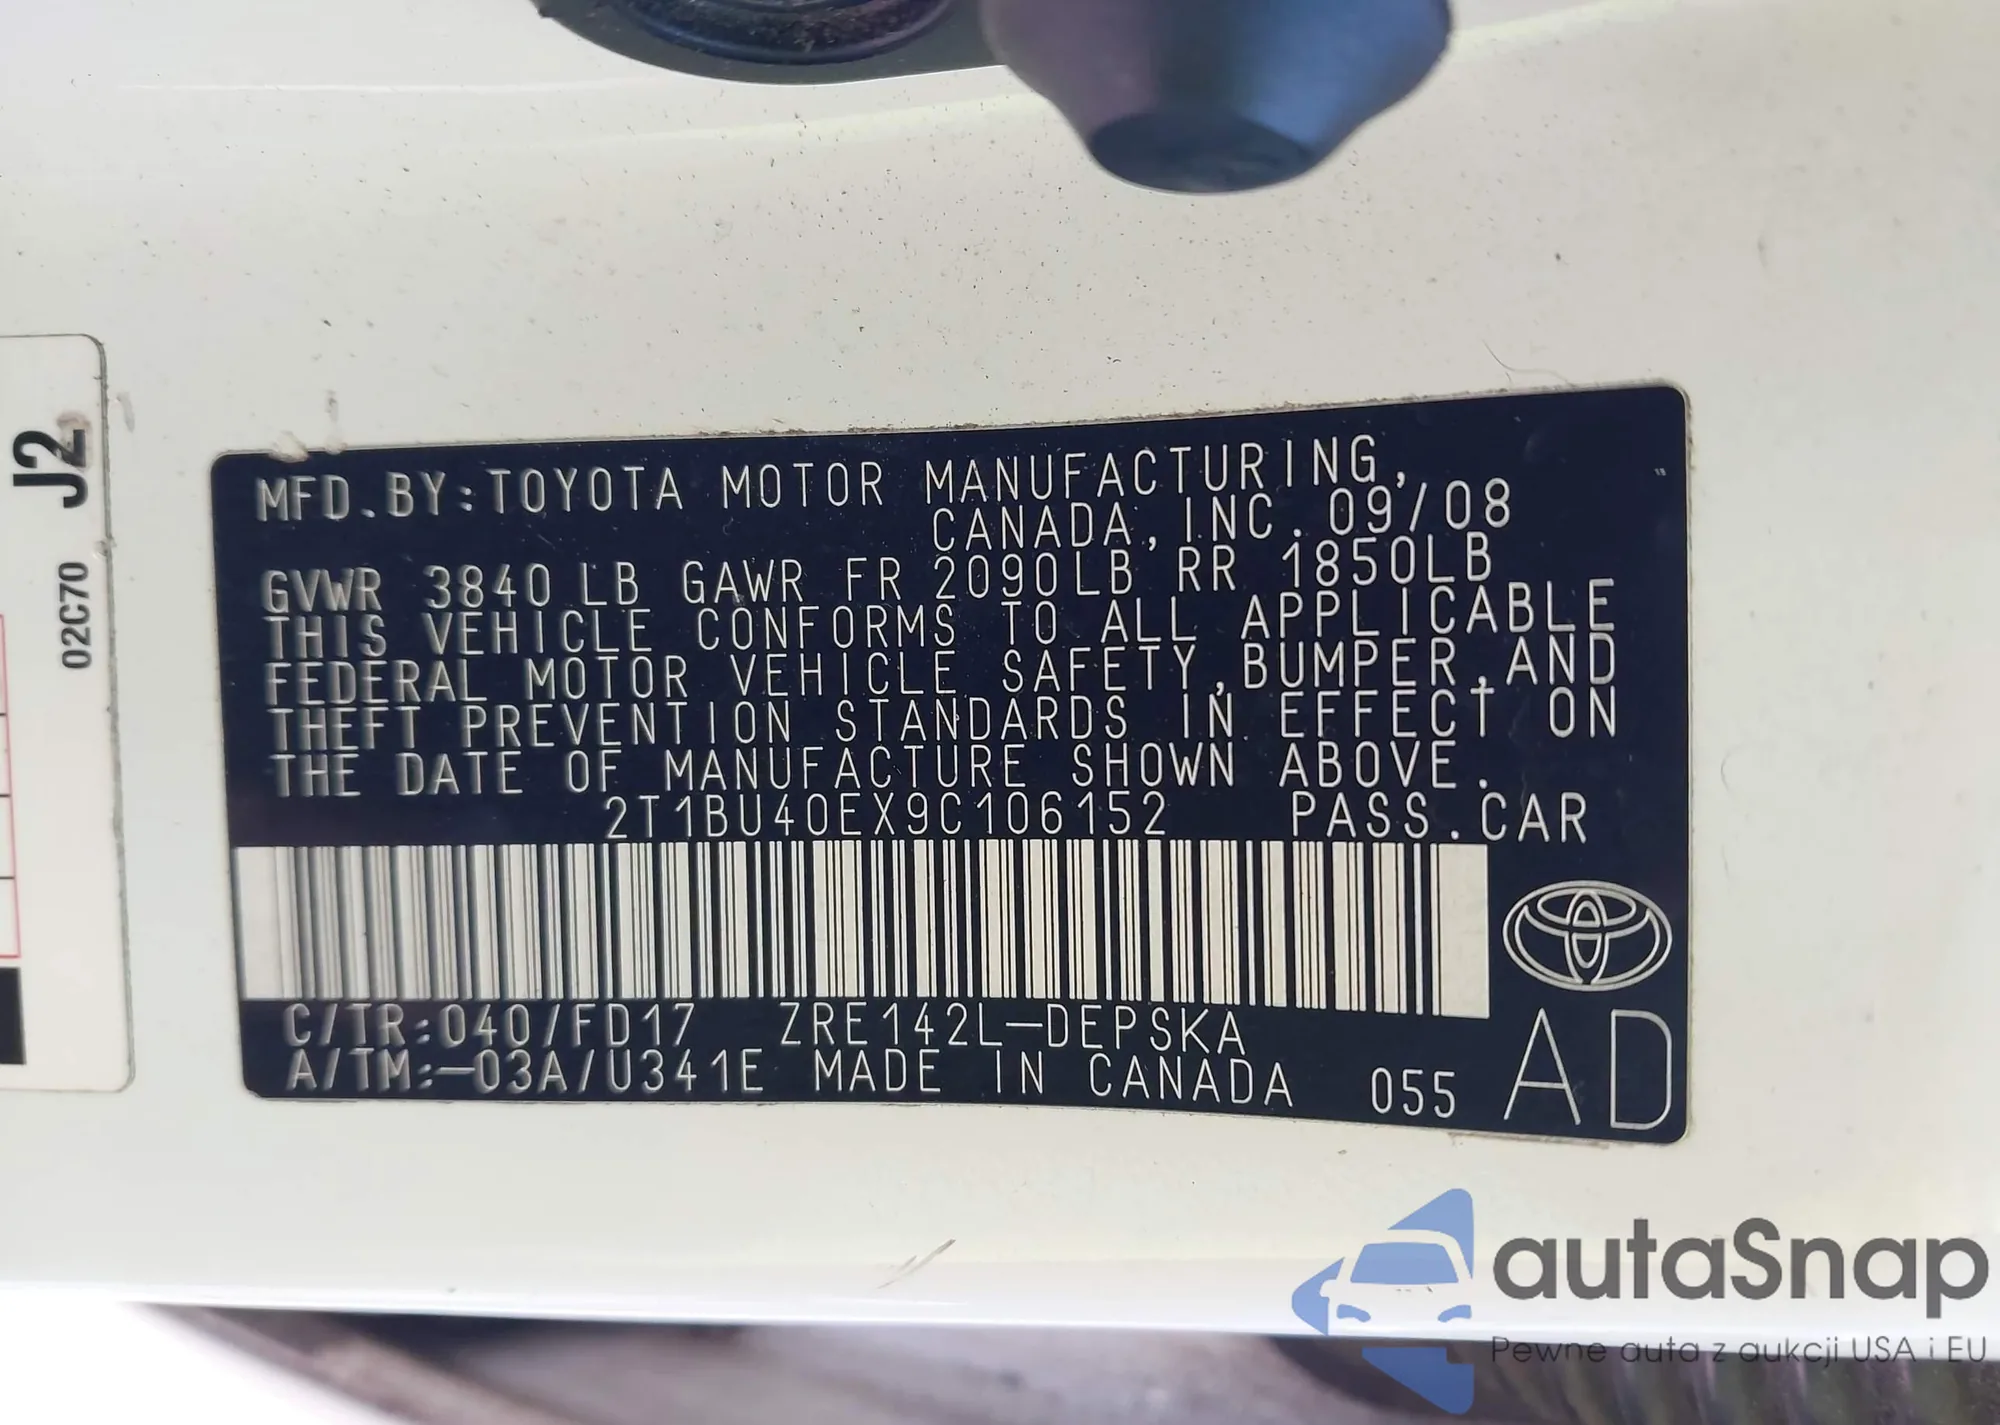 MFD.BY:TOYOTA MOTOR MANUFACTURING,
CANADA, INC. 09/08
GVWR 3840 LB GAWR FR 2090LB RR 1850LB
THIS VEHICLE CONFORMS TO ALL APPLICABLE
FEDERAL MOTOR VEHICLE SAFETY,BUMPER,AND
THEFT PREVENTION STANDARDS IN EFFECT ON
THE DATE OF MANUFACTURE SHOWN ABOVE.
2T1BU40EX9C106152 PASS.CAR
C/TR:040/FD17 ZRE142L-DEPSKA
A/TM:-03A/U341E MADE IN CANADA 055
AD
J2
02C70
autaSnap
Pewne auta z aukcji USA i EU